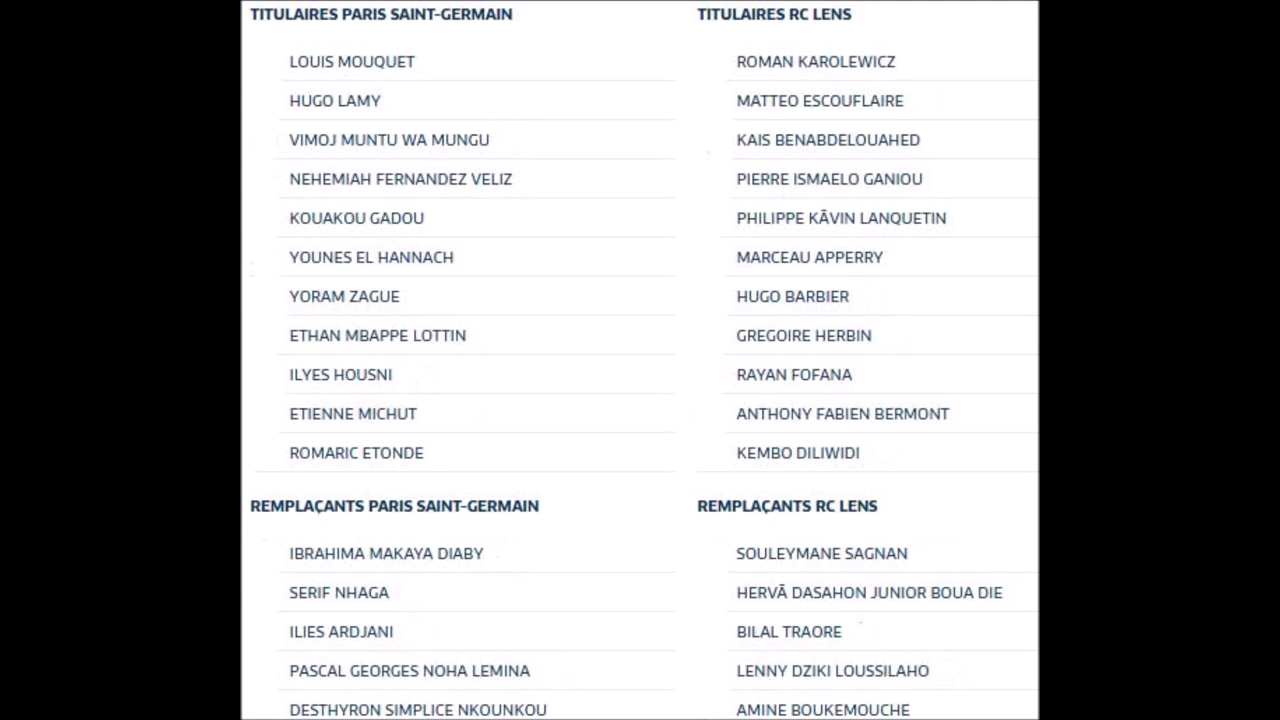 TITULAIRES PARIS SAINT-GERMAIN
LOUIS MOUQUET
HUGO LAMY
VIMOJ MUNTU WA MUNGU
NEHEMIAH FERNANDEZ VELIZ
KOUAKOU GADOU
YOUNES EL HANNACH
YORAM ZAGUE
ETHAN MBAPPE LOTTIN
ILYES HOUSNI
ETIENNE MICHUT
ROMARIC ETONDE
REMPLAÇANTS PARIS SAINT-GERMAIN
IBRAHIMA MAKAYA DIABY
SERIF NHAGA
ILIES ARDJANI
PASCAL GEORGES NOHA LEMINA
DESTHYRON SIMPLICE NKOUNKOU
TITULAIRES RC LENS
ROMAN KAROLEWICZ
MATTEO ESCOUFLAIRE
KAIS BENABDELOUAHED
PIERRE ISMAELO GANIOU
PHILIPPE KÃVIN LANQUETIN
MARCEAU APPERRY
HUGO BARBIER
GREGOIRE HERBIN
RAYAN FOFANA
ANTHONY FABIEN BERMONT
KEMBO DILIWIDI
REMPLAÇANTS RC LENS
SOULEYMANE SAGNAN
HERVÃ DASAHON JUNIOR BOUA DIE
BILAL TRAORE
LENNY DZIKI LOUSSILAHO
AMINE BOUKEMOUCHE